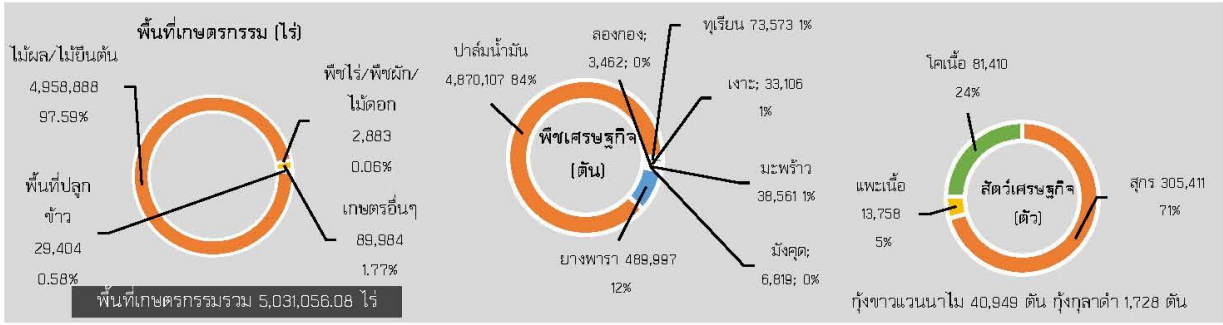 พื้นที่เกษตรกรรม (ไร่)
ไม้ผล/ไม้ยืนต้น
4,958,888
97.59%
พืชไร่/พืชผัก/
ไม้ดอก
2,883
0.06%
พื้นที่ปลูก
ข้าว
29,404
0.58%
เกษตรอื่นๆ
89,984
1.77%
พื้นที่เกษตรกรรมรวม 5,031,056.08 ไร่
ปาล์มน้ำมัน
4,870,107 84%
ลองกอง;
3,462; 0%
ทุเรียน 73,573 1%
เงาะ; 33,106
1%
พืชเศรษฐกิจ
(ตัน)
มะพร้าว
38,561 1%
มังคุด;
6,819; 0%
ยางพารา 489,997
12%
โคเนื้อ 81,410
24%
แพะเนื้อ
13,758
5%
สัตว์เศรษฐกิจ
(ตัว)
สุกร 305,411
71%
กุ้งขาวแวนนาไม 40,949 ตัน กุ้งกุลาดำ 1,728 ตัน